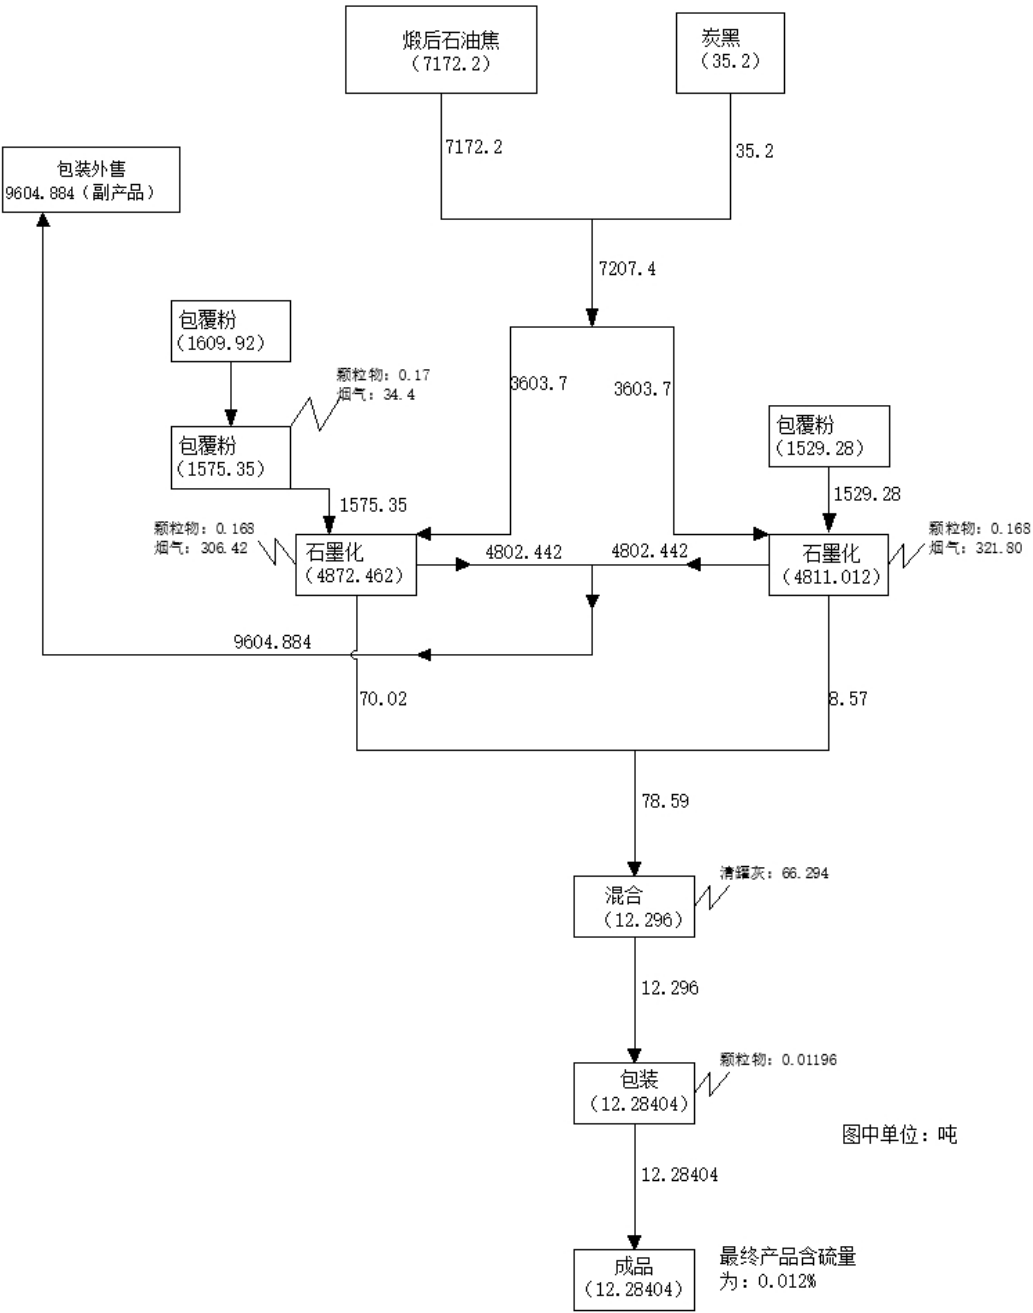 煅后石油焦
（7172.2）
炭黑
（35.2）
7172.2
35.2
包装外售
9604.884（副产品）
7207.4
包覆粉
(1609.92)
颗粒物：0.17
烟气：34.4
3603.7
3603.7
包覆粉
(1575.35)
包覆粉
（1529.28）
1575.35
1529.28
颗粒物：0.168
烟气：306.42
石墨化
（4872.462）
4802.442
4802.442
石墨化
（4811.012）
颗粒物：0.168
烟气：321.80
9604.884
70.02
8.57
78.59
清罐灰：66.294
混合
（12.296）
12.296
颗粒物：0.01196
包装
（12.28404）
图中单位：吨
12.28404
成品
（12.28404）
最终产品含硫量
为：0.012%